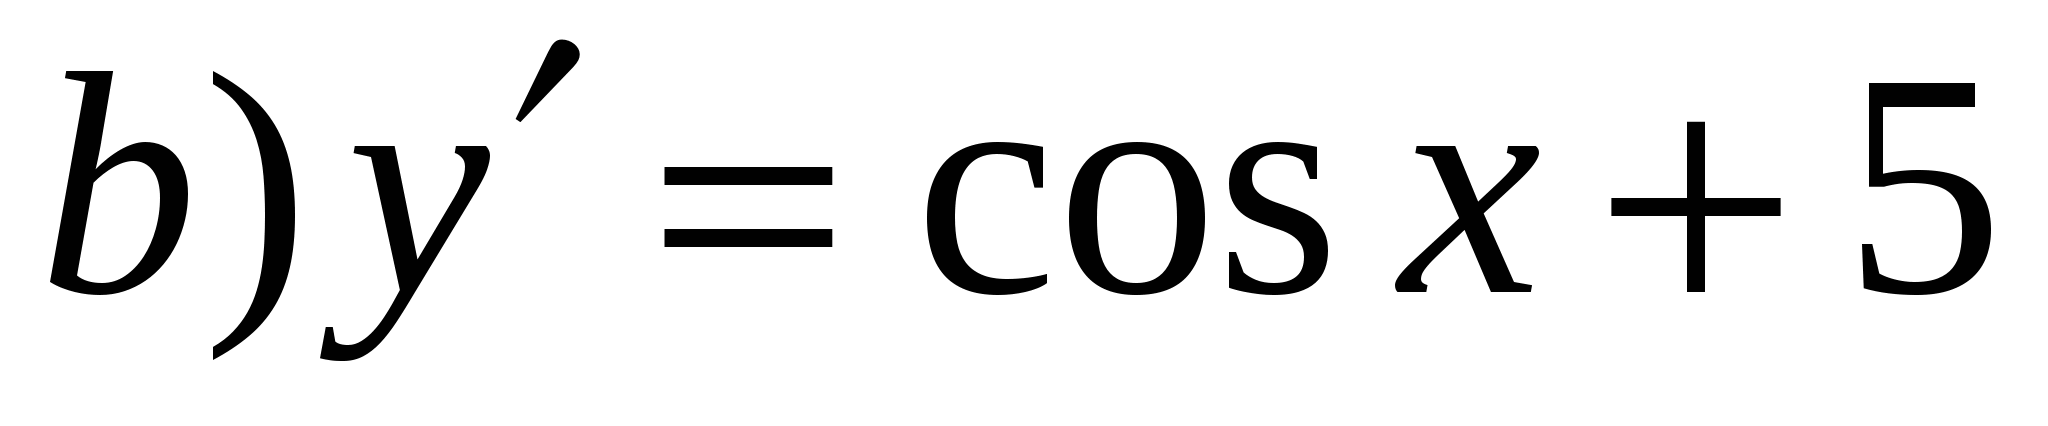 b) y′ = cos x + 5